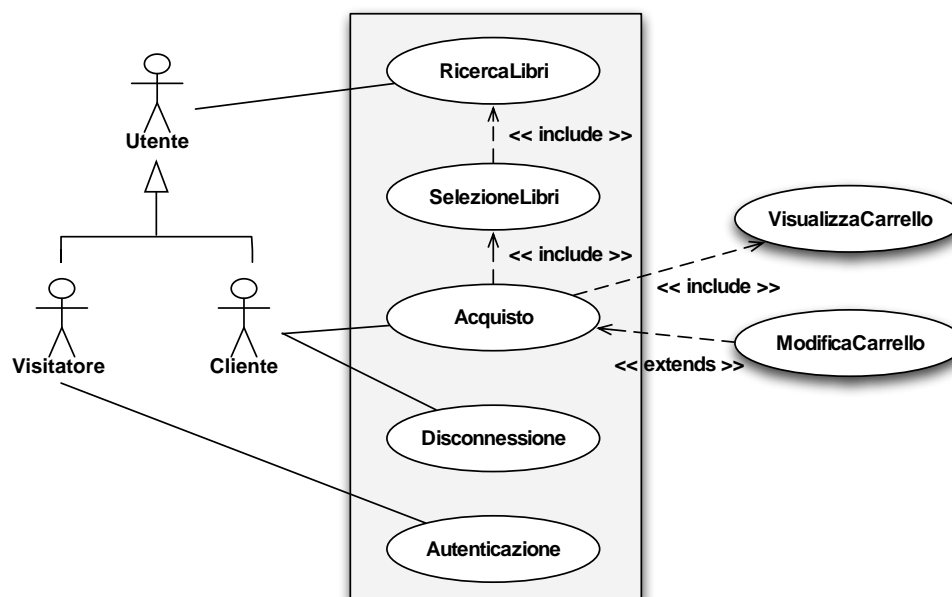 RicercaLibri
Utente
<< include >>
SelezioneLibri
VisualizzaCarrello
<< include >>
<< include >>
Acquisto
ModificaCarrello
Visitatore
Cliente
<< extends >>
Disconnessione
Autenticazione